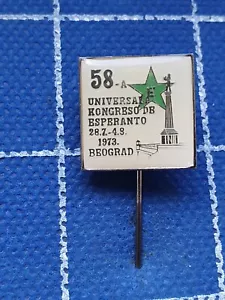 58-A
E
UNIVERSALA
KONGRESO DE
ESPERANTO
28.7.-4.8.
1973.
BEOGRAD